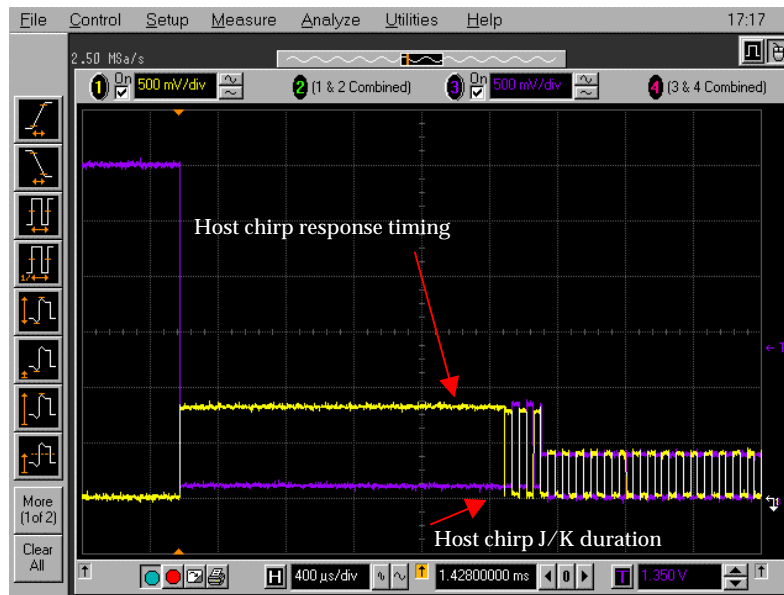 File Control Setup Measure Analyze Utilities Help 17:17
2.50 MSa/s
1 On 500 mV/div 2 (1 & 2 Combined) 3 On 500 mV/div 4 (3 & 4 Combined)
Host chirp response timing
Host chirp J/K duration
More
(1of 2)
Clear
All
H 400 µs/div 1.42800000 ms 0 T 1.350 V